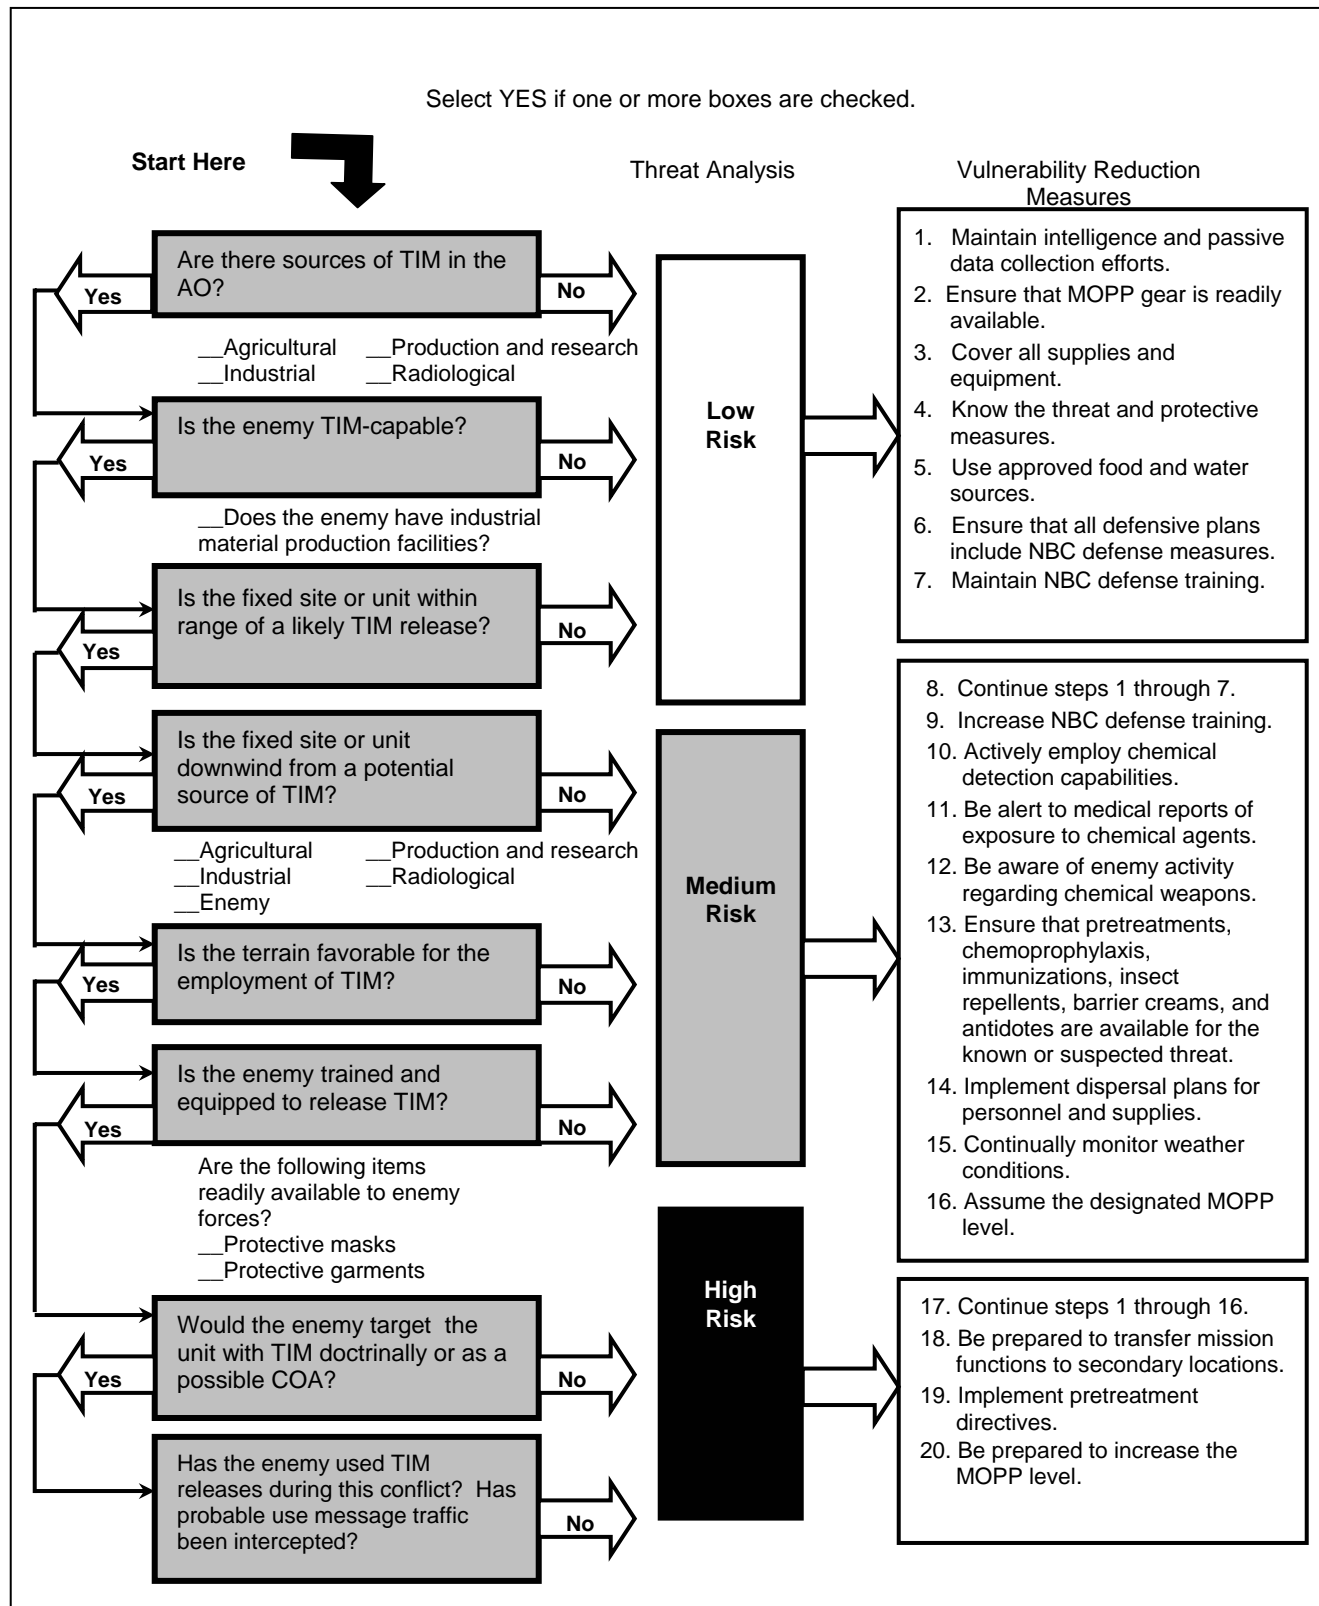 Select YES if one or more boxes are checked.
Start Here
Threat Analysis
Vulnerability Reduction
Measures
Are there sources of TIM in the
AO?
Yes
No
__Agricultural __Production and research
__Industrial __Radiological
Is the enemy TIM-capable?
Yes
No
__Does the enemy have industrial
material production facilities?
Is the fixed site or unit within
range of a likely TIM release?
Yes
No
Is the fixed site or unit
downwind from a potential
source of TIM?
Yes
No
__Agricultural __Production and research
__Industrial __Radiological
__Enemy
Is the terrain favorable for the
employment of TIM?
Yes
No
Is the enemy trained and
equipped to release TIM?
Yes
No
Are the following items
readily available to enemy
forces?
__Protective masks
__Protective garments
Would the enemy target the
unit with TIM doctrinally or as a
possible COA?
Yes
No
Has the enemy used TIM
releases during this conflict? Has
probable use message traffic
been intercepted?
No
Low
Risk
Medium
Risk
High
Risk
1. Maintain intelligence and passive
data collection efforts.
2. Ensure that MOPP gear is readily
available.
3. Cover all supplies and
equipment.
4. Know the threat and protective
measures.
5. Use approved food and water
sources.
6. Ensure that all defensive plans
include NBC defense measures.
7. Maintain NBC defense training.
8. Continue steps 1 through 7.
9. Increase NBC defense training.
10. Actively employ chemical
detection capabilities.
11. Be alert to medical reports of
exposure to chemical agents.
12. Be aware of enemy activity
regarding chemical weapons.
13. Ensure that pretreatments,
chemoprophylaxis,
immunizations, insect
repellents, barrier creams, and
antidotes are available for the
known or suspected threat.
14. Implement dispersal plans for
personnel and supplies.
15. Continually monitor weather
conditions.
16. Assume the designated MOPP
level.
17. Continue steps 1 through 16.
18. Be prepared to transfer mission
functions to secondary locations.
19. Implement pretreatment
directives.
20. Be prepared to increase the
MOPP level.